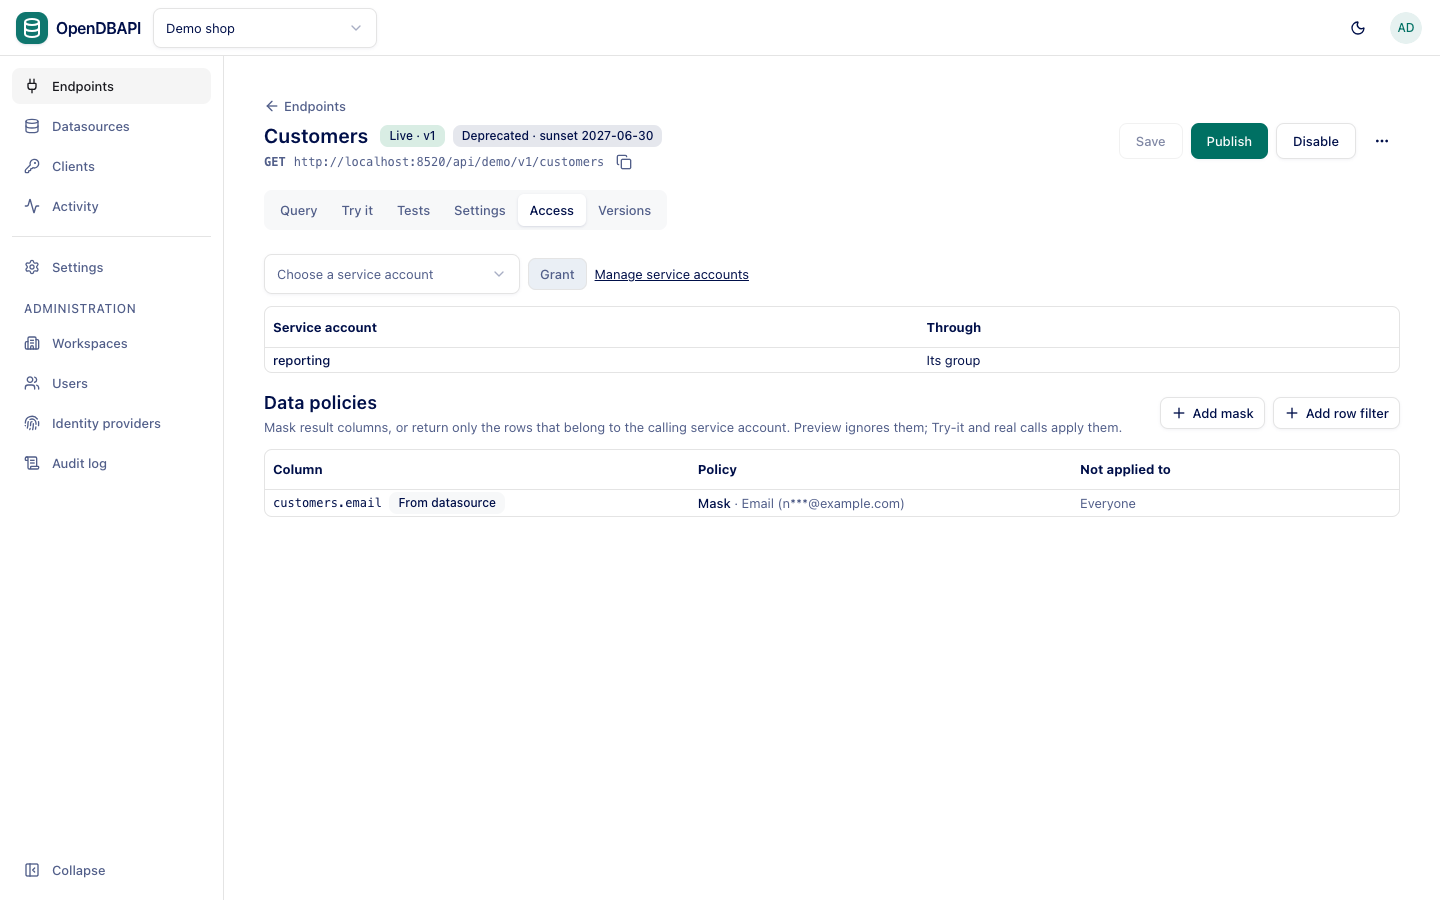 OpenDBAPI
Demo shop
AD
Endpoints
Datasources
Clients
Activity
Settings
ADMINISTRATION
Workspaces
Users
Identity providers
Audit log
Collapse
Endpoints
Customers
Live · v1
Deprecated · sunset 2027-06-30
GET http://localhost:8520/api/demo/v1/customers
Save
Publish
Disable
Query
Try it
Tests
Settings
Access
Versions
Choose a service account
Grant
Manage service accounts
Service account
Through
reporting
Its group
Data policies
Mask result columns, or return only the rows that belong to the calling service account. Preview ignores them; Try-it and real calls apply them.
Add mask
Add row filter
Column
Policy
Not applied to
customers.email From datasource
Mask · Email (n***@example.com)
Everyone